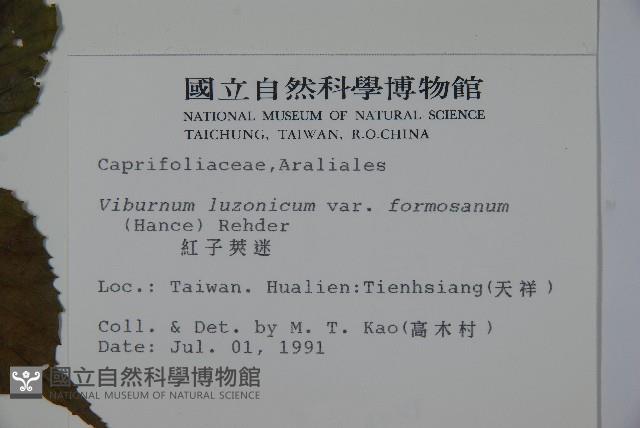 國立自然科學博物館
NATIONAL MUSEUM OF NATURAL SCIENCE
TAICHUNG, TAIWAN, R.O.CHINA
Caprifoliaceae,Araliales
Viburnum luzonicum var. formosanum
(Hance) Rehder
紅子莢迷
Loc.: Taiwan. Hualien:Tienhsiang(天祥)
Coll. & Det. by M. T. Kao(高木村)
Date: Jul. 01, 1991
國立自然科學博物館
NATIONAL MUSEUM OF NATURAL SCIENCE